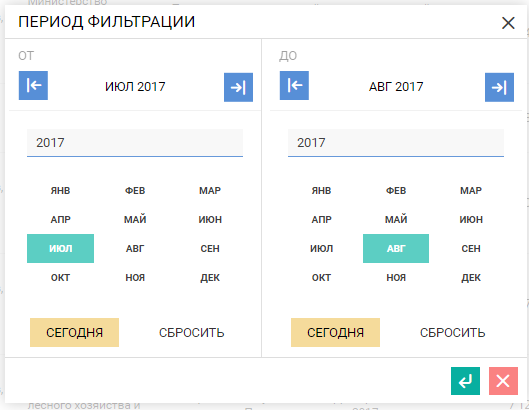 Министерство
ПЕРИОД ФИЛЬТРАЦИИ
ОТ
ИЮЛ 2017
2017
ЯНВ ФЕВ МАР
АПР МАЙ ИЮН
ИЮЛ АВГ СЕН
ОКТ НОЯ ДЕК
СЕГОДНЯ СБРОСИТЬ
ДО
АВГ 2017
2017
ЯНВ ФЕВ МАР
АПР МАЙ ИЮН
ИЮЛ АВГ СЕН
ОКТ НОЯ ДЕК
СЕГОДНЯ СБРОСИТЬ
лесного хозяйства и